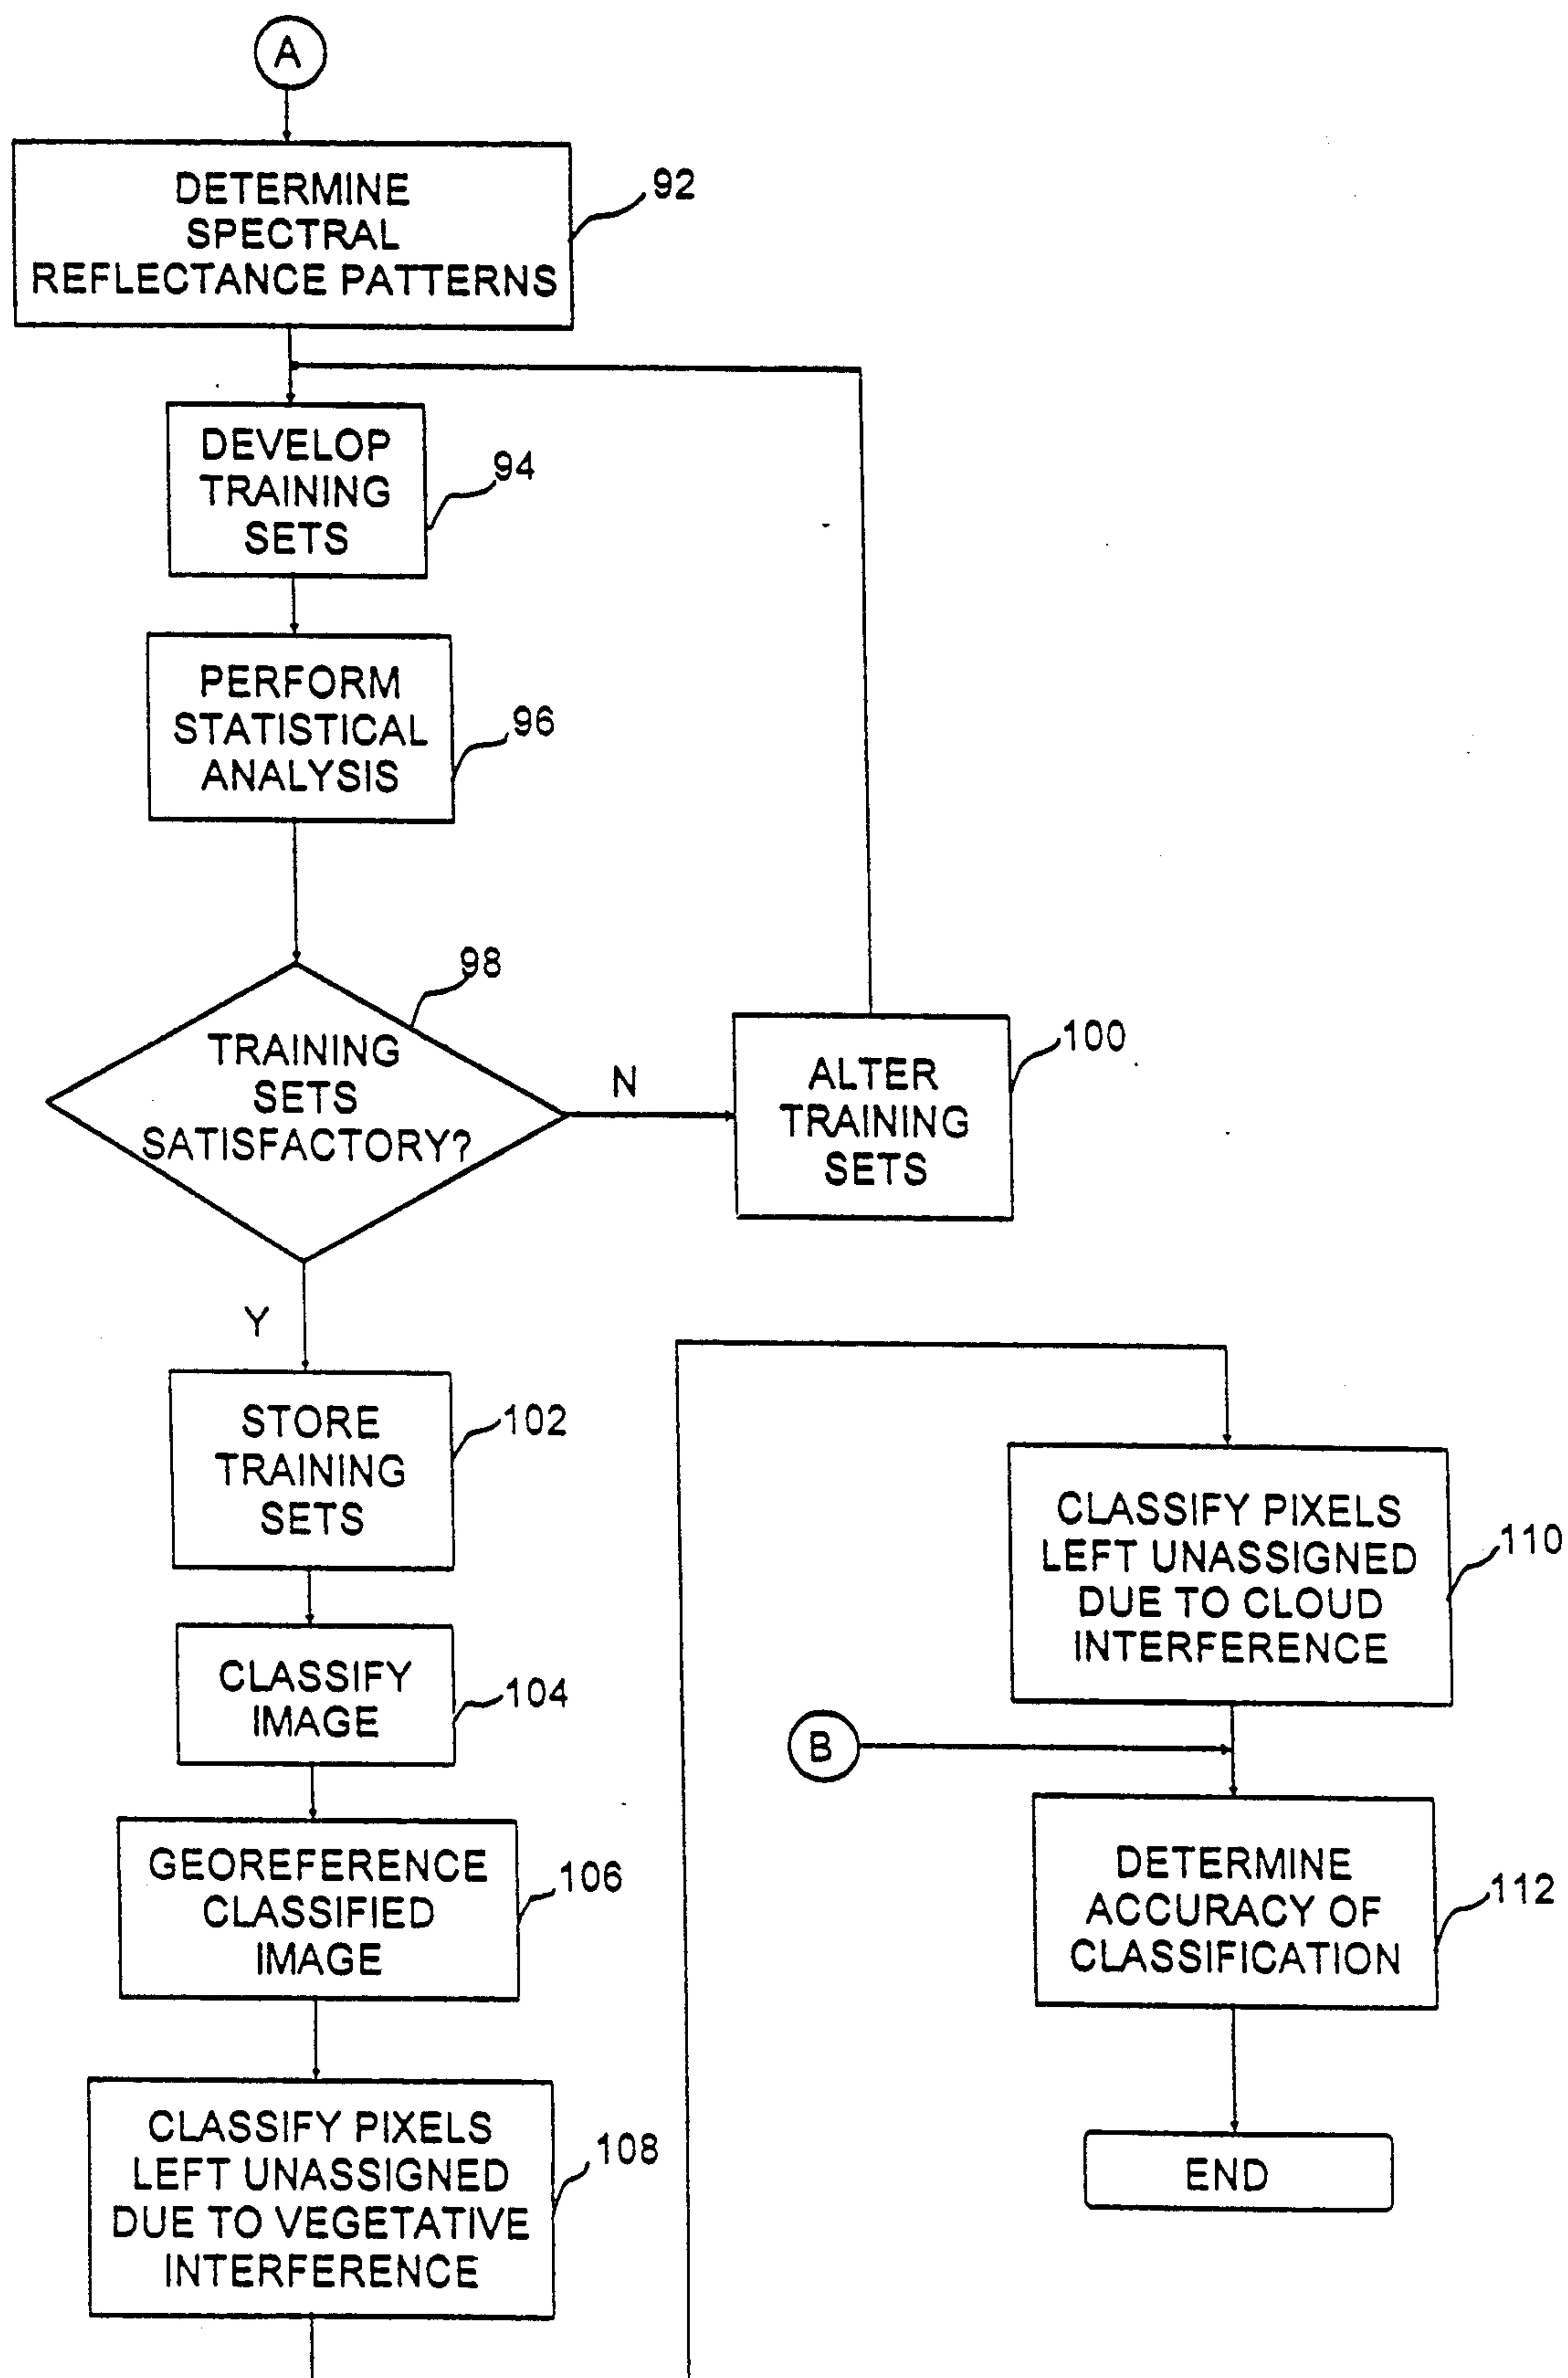 A
DETERMINE
SPECTRAL
REFLECTANCE PATTERNS
92
DEVELOP
TRAINING
SETS
94
PERFORM
STATISTICAL
ANALYSIS
96
TRAINING
SETS
SATISFACTORY?
98
N
ALTER
TRAINING
SETS
100
Y
STORE
TRAINING
SETS
102
CLASSIFY
IMAGE
104
GEOREFERENCE
CLASSIFIED
IMAGE
106
CLASSIFY PIXELS
LEFT UNASSIGNED
DUE TO VEGETATIVE
INTERFERENCE
108
CLASSIFY PIXELS
LEFT UNASSIGNED
DUE TO CLOUD
INTERFERENCE
110
B
DETERMINE
ACCURACY OF
CLASSIFICATION
112
END